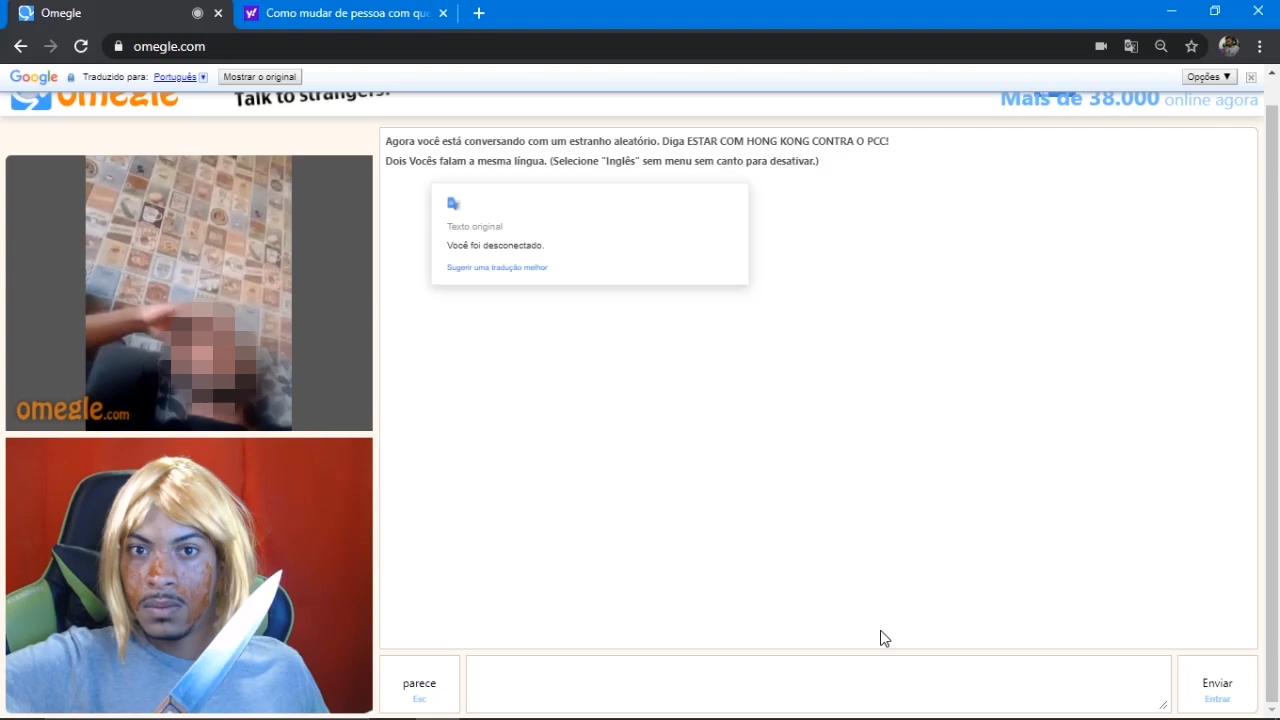 Omegle
Como mudar de pessoa com que
omegle.com
Google Traduzido para: Português Mostrar o original Opções ▼
omegle Talk to strangers! Mais de 38.000 online agora
Agora você está conversando com um estranho aleatório. Diga ESTAR COM HONG KONG CONTRA O PCC!
Dois Vocês falam a mesma língua. (Selecione "Inglês" sem menu sem canto para desativar.)
Texto original
Você foi desconectado.
Sugerir uma tradução melhor
omegle.com
parece
Esc
Enviar
Entrar